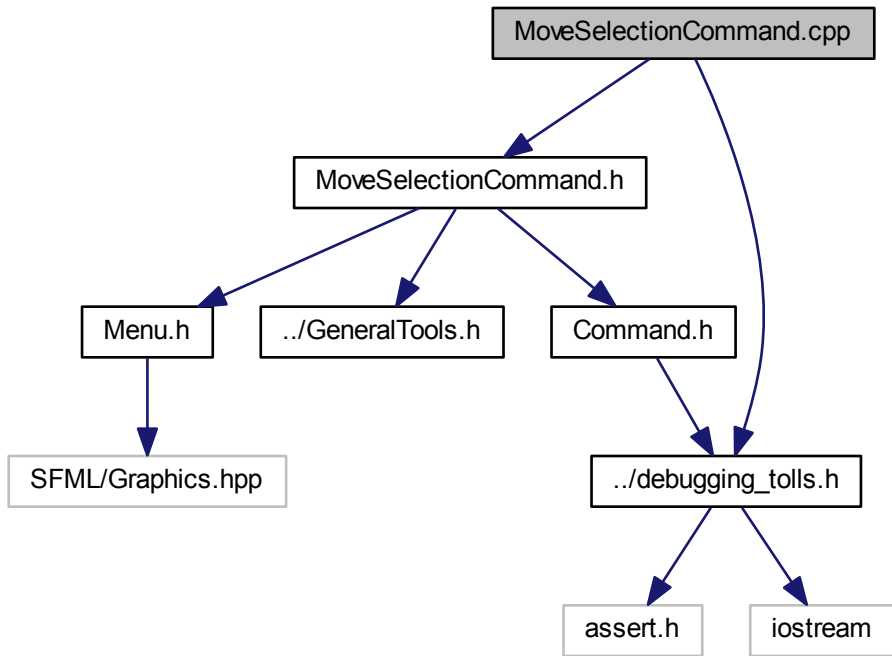 MoveSelectionCommand.cpp
MoveSelectionCommand.h
Menu.h
../GeneralTools.h
Command.h
SFML/Graphics.hpp
../debugging_tolls.h
assert.h
iostream